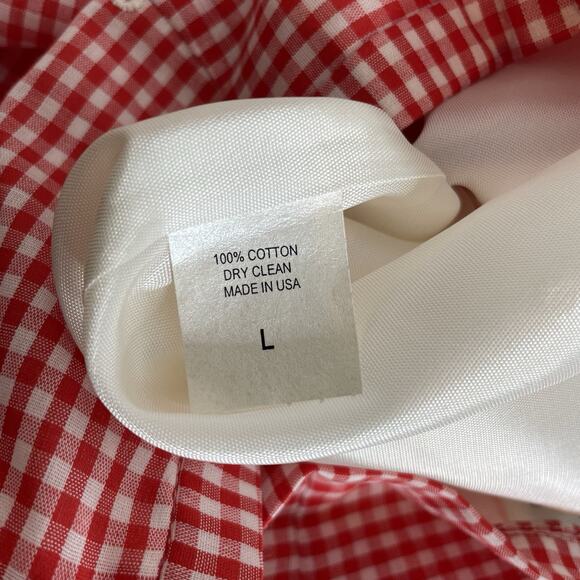 100% COTTON
DRY CLEAN
MADE IN USA
L